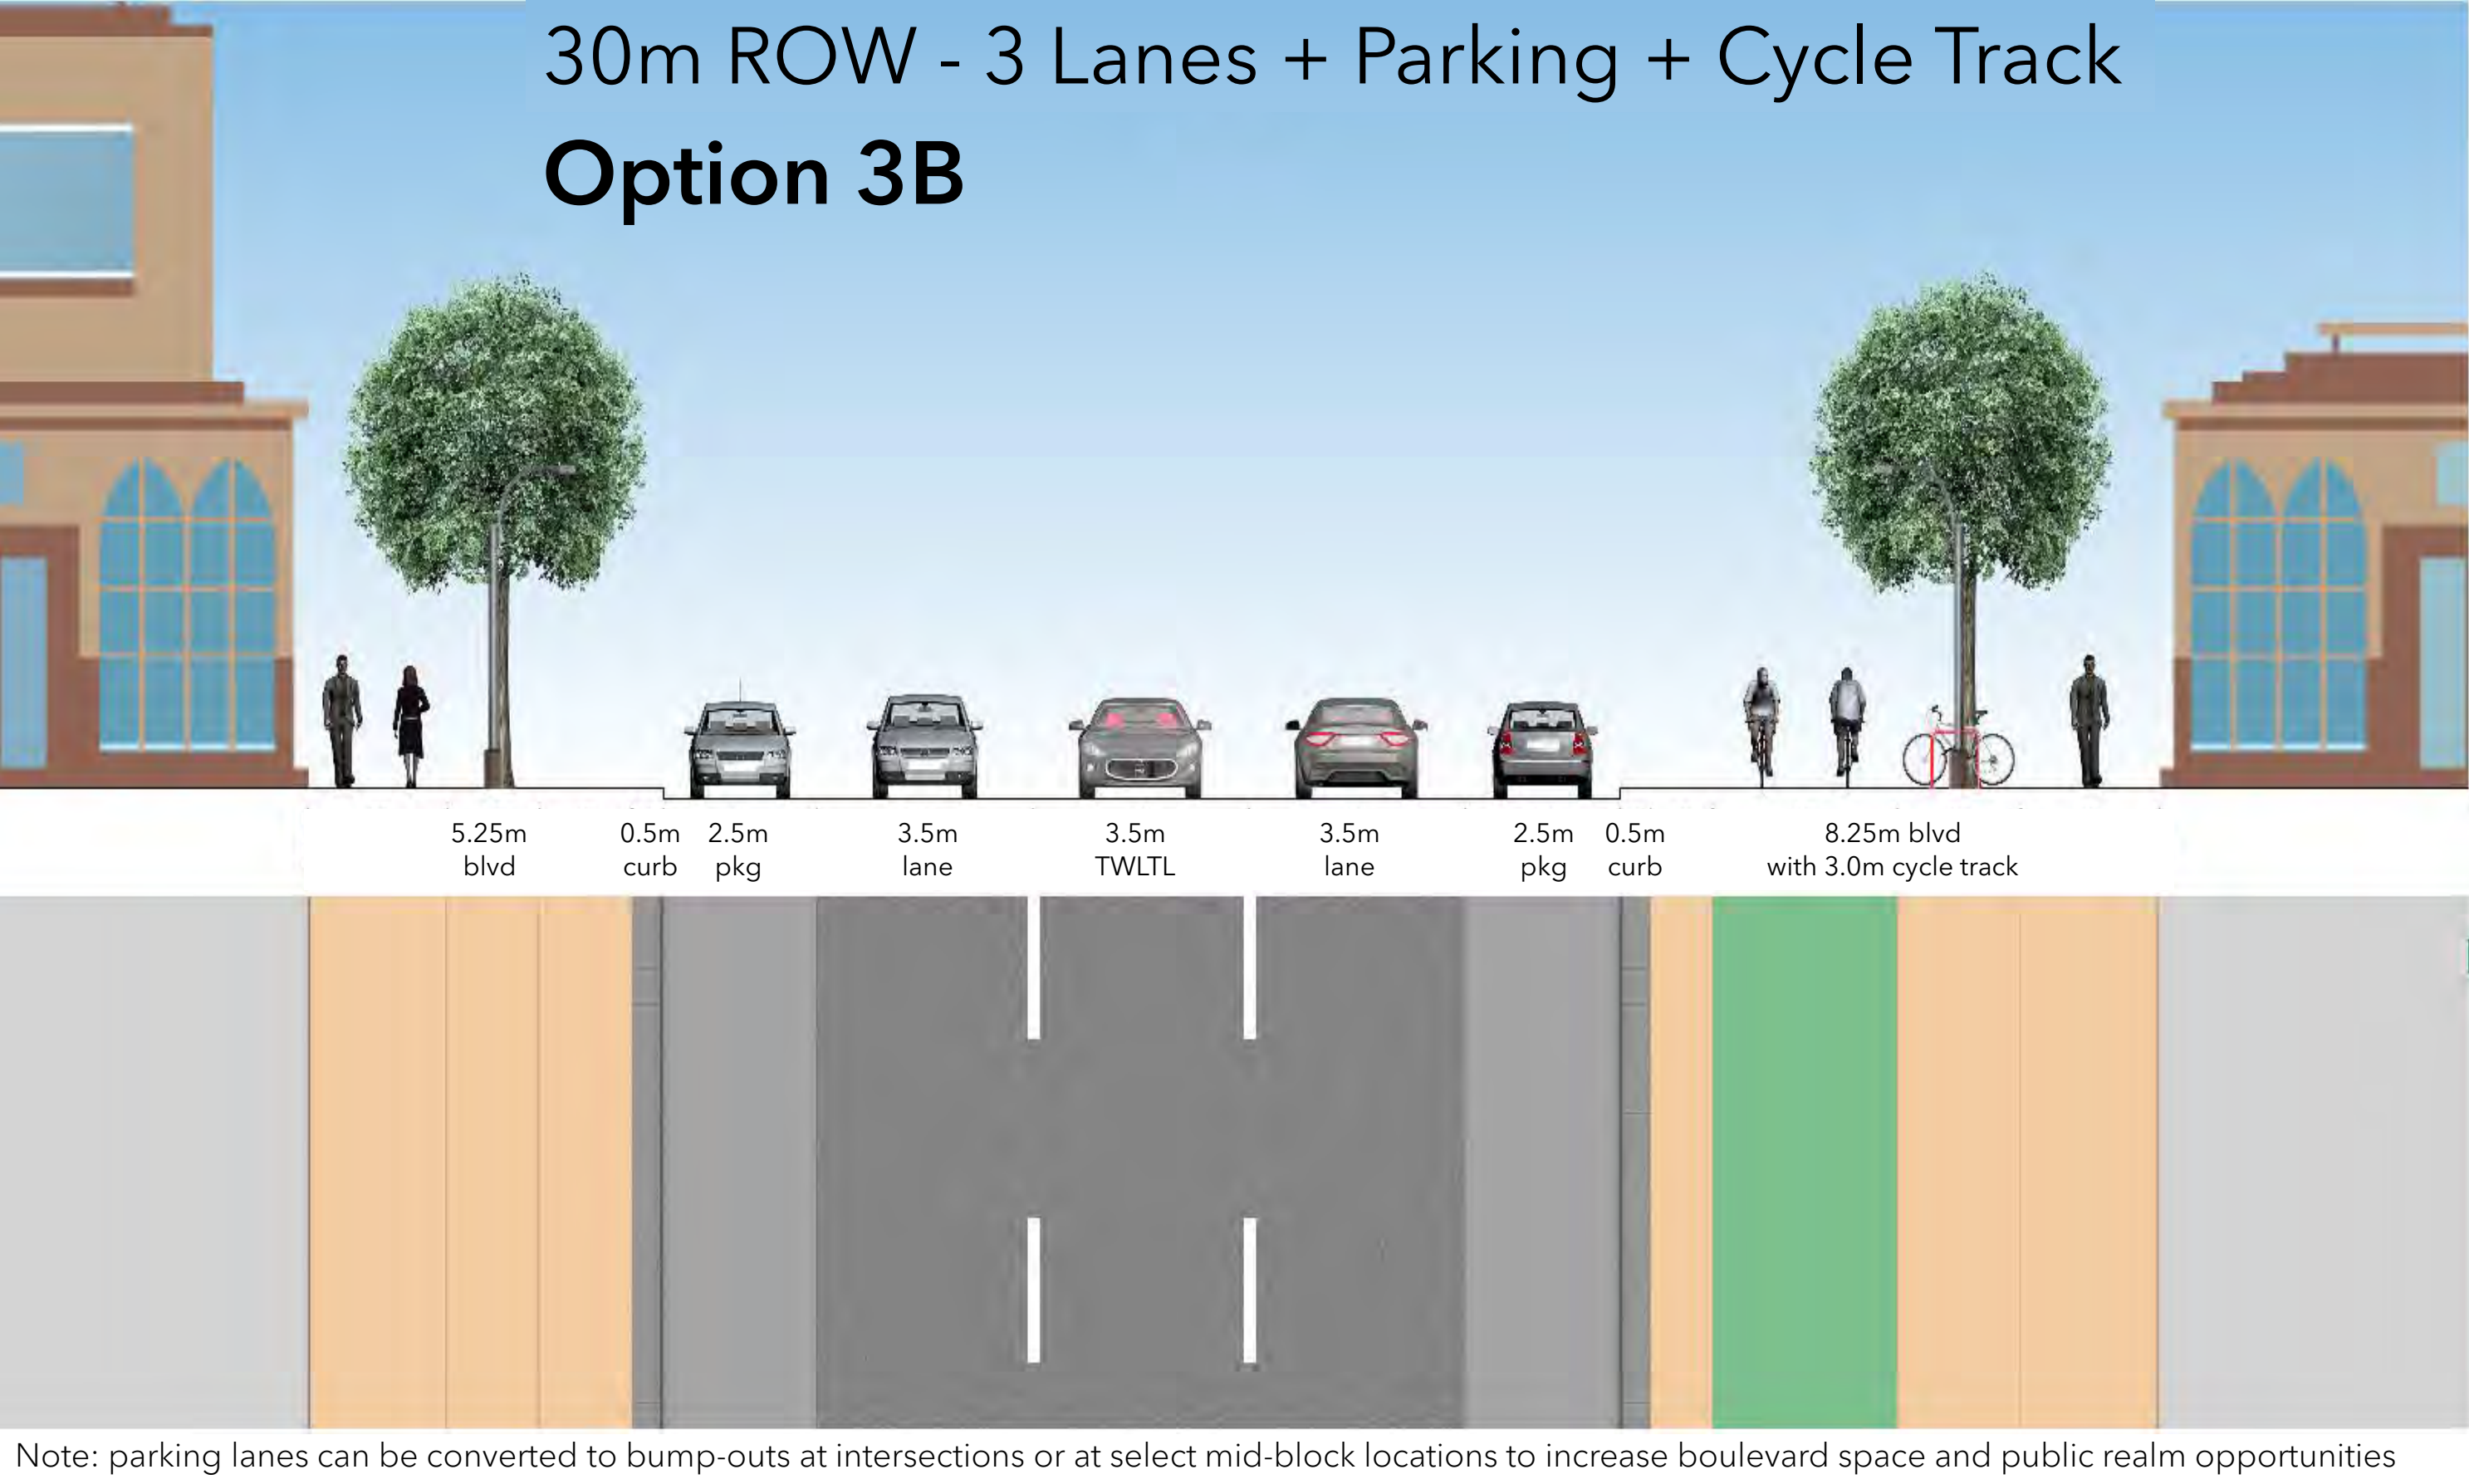 30m ROW - 3 Lanes + Parking + Cycle Track
Option 3B
5.25m
blvd
0.5m
curb
2.5m
pkg
3.5m
lane
3.5m
TWLTL
3.5m
lane
2.5m
pkg
0.5m
curb
8.25m blvd
with 3.0m cycle track
Note: parking lanes can be converted to bump-outs at intersections or at select mid-block locations to increase boulevard space and public realm opportunities